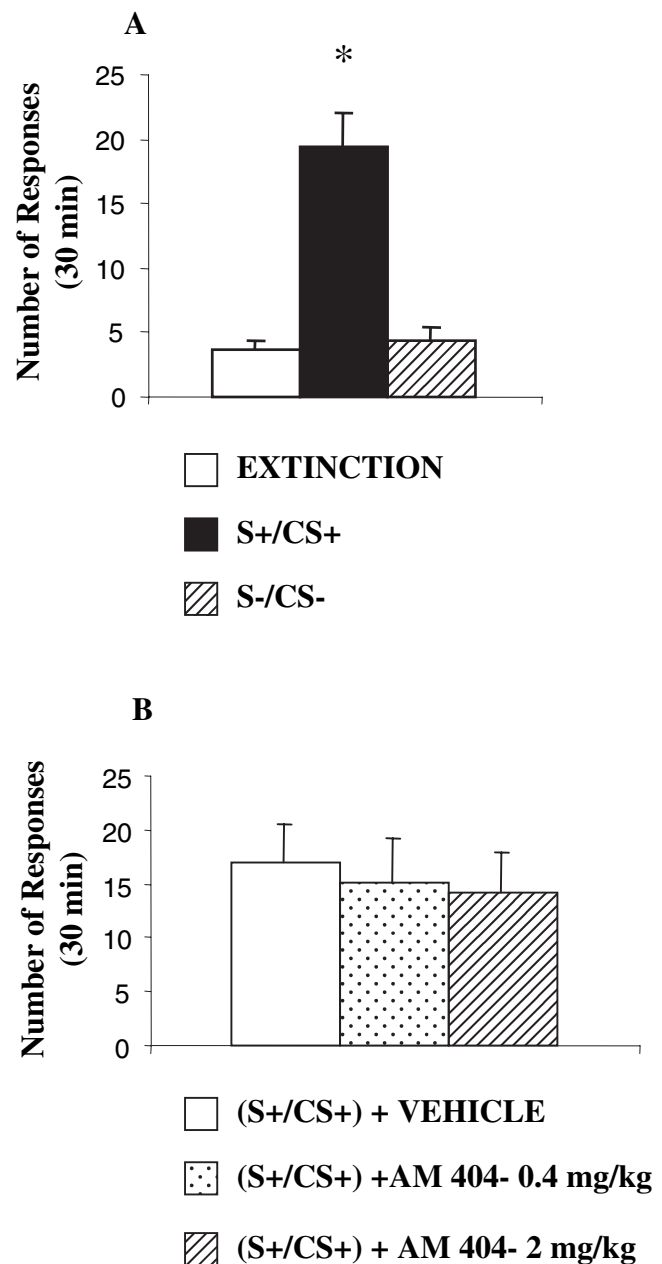 A
*
Number of Responses
(30 min)
25
20
15
10
5
0
EXTINCTION
S+/CS+
S-/CS-
B
Number of Responses
(30 min)
25
20
15
10
5
0
(S+/CS+) + VEHICLE
(S+/CS+) +AM 404- 0.4 mg/kg
(S+/CS+) + AM 404- 2 mg/kg